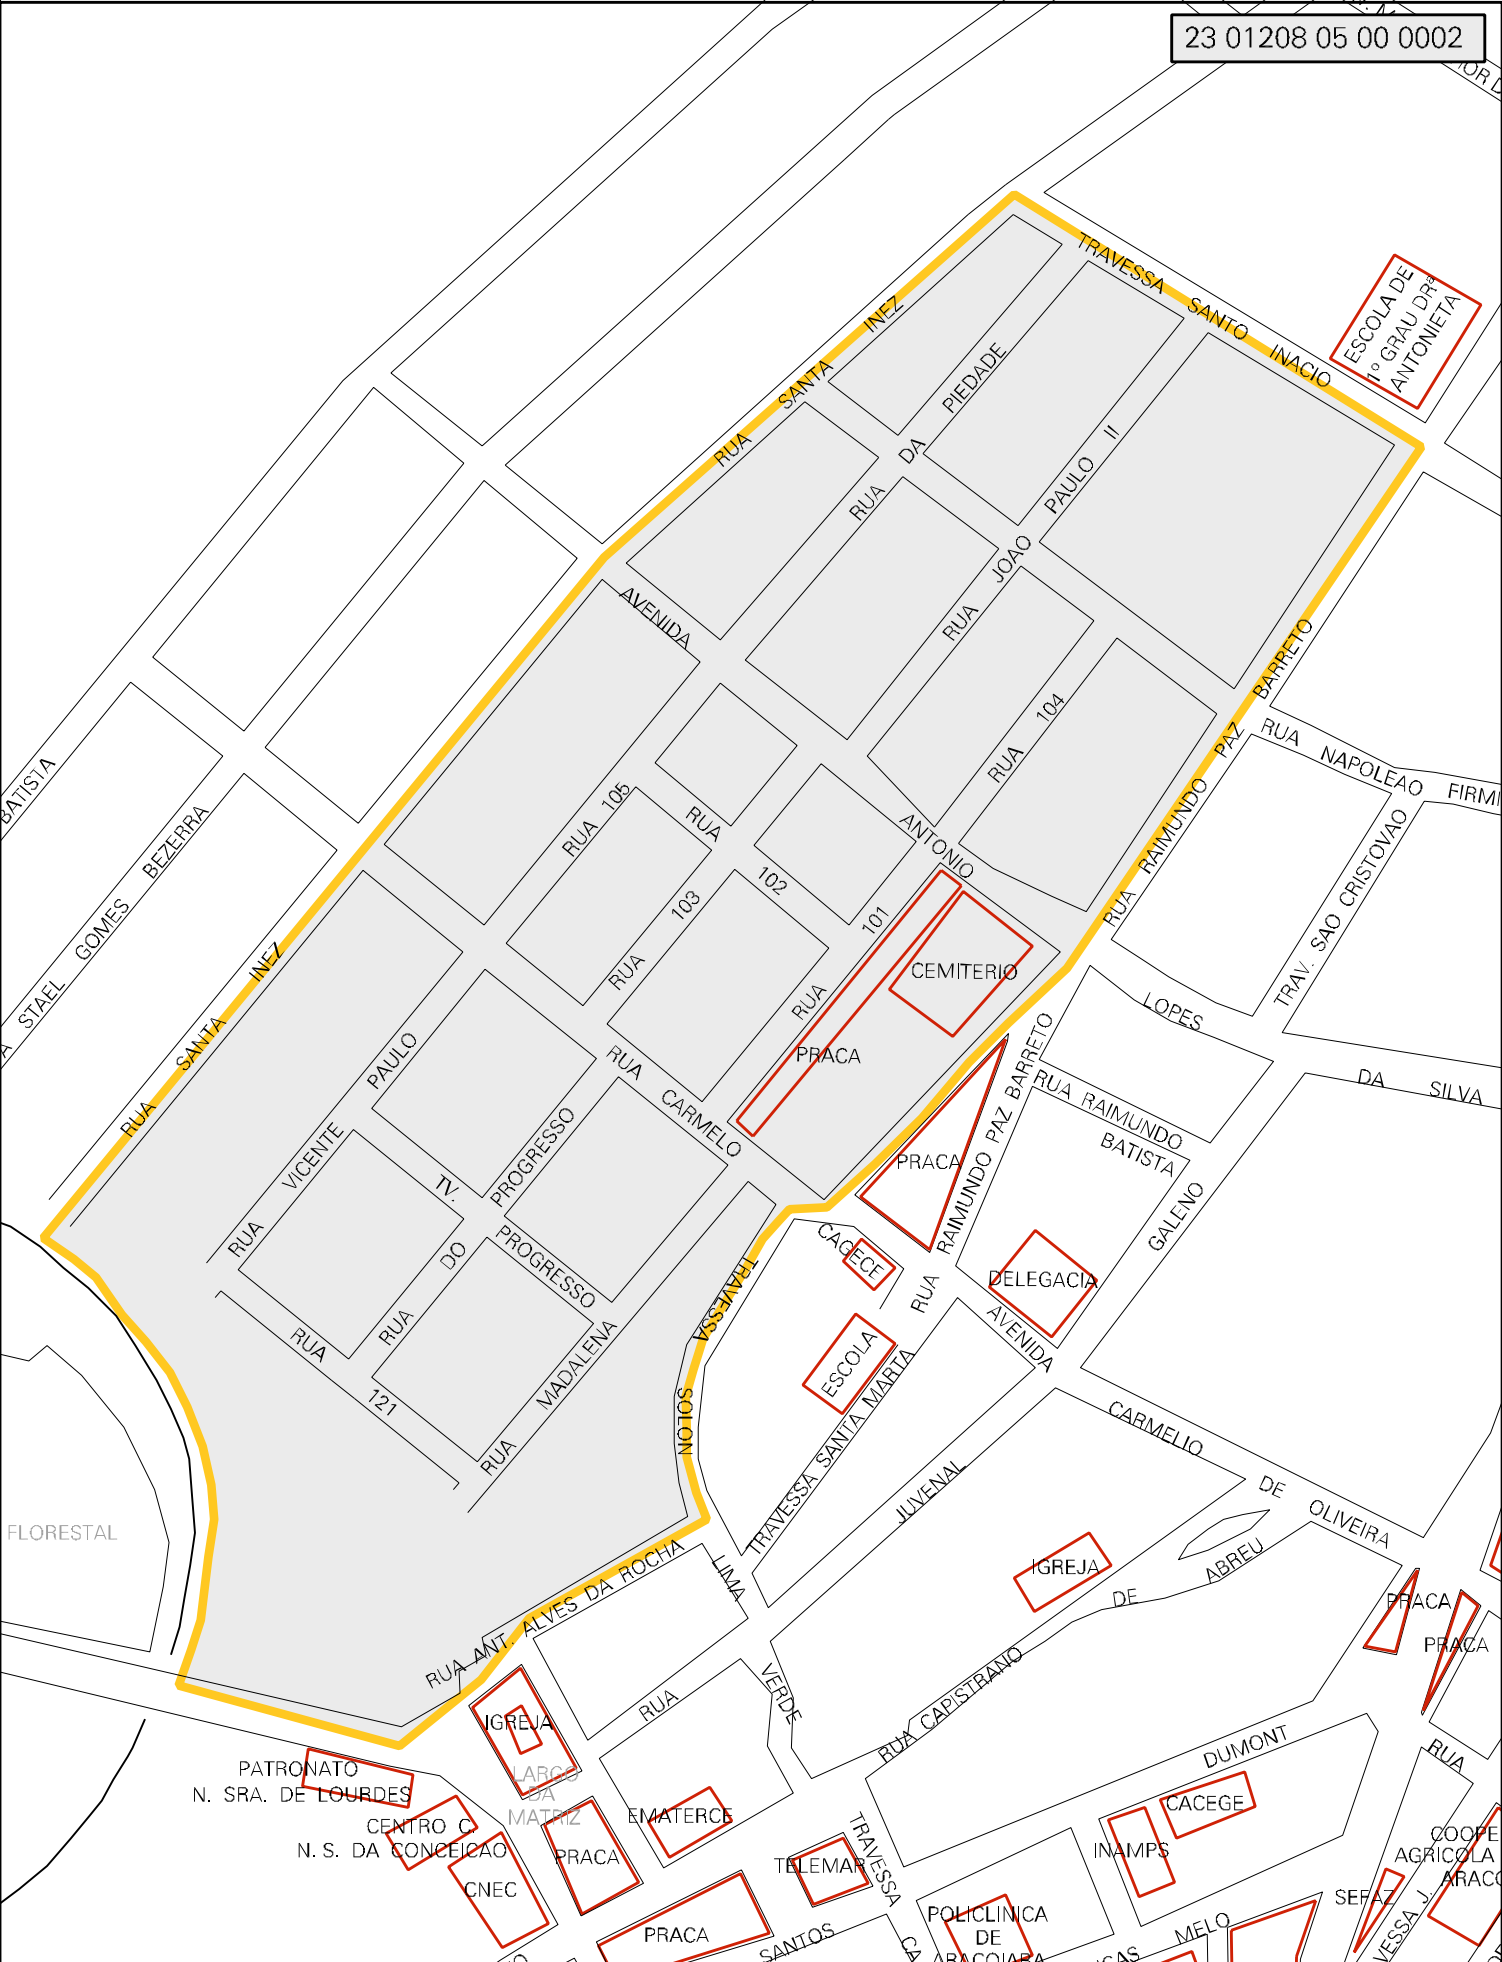 23 01208 05 00 0002
TRAVESSA SANTO INACIO
ESCOLA DE
1º GRAU DRª
ANTONIETA
RUA SANTA INEZ
RUA DA PIEDADE
RUA JOAO PAULO II
AVENIDA
ANTONIO
RUA 104
RUA RAIMUNDO PAZ BARRETO
RUA NAPOLEAO FIRMI
TRAV. SAO CRISTOVAO
BATISTA
STAEL GOMES BEZERRA
RUA 105
RUA 102
RUA 103
RUA 101
CEMITERIO
PRACA
RUA SANTA INEZ
LOPES
DA SILVA
RUA VICENTE PAULO
RUA CARMELO
RUA DO PROGRESSO
TV. PROGRESSO
PRACA
RUA RAIMUNDO PAZ BARRETO
RUA RAIMUNDO
BATISTA
GALENO
CAGECE
DELEGACIA
RUA 121
RUA MADALENA
TRAVESSA SOLON
ESCOLA
TRAVESSA SANTA MARTA
AVENIDA
CARMELIO DE OLIVEIRA
JUVENAL
FLORESTAL
RUA ANT. ALVES DA ROCHA
LIMA VERDE
IGREJA
RUA CAPISTRANO DE ABREU
PRACA
PRACA
IGREJA
RUA
LARGO
DA
MATRIZ
PATRONATO
N. SRA. DE LOURDES
CENTRO C.
N. S. DA CONCEICAO
CNEC
PRACA
EMATERCE
TELEMAR
TRAVESSA
DUMONT
RUA
CACEGE
INAMPS
COOPE
AGRICOLA
ARACO
SEFAZ
VESSA J.
PRACA
SANTOS
CA
POLICLINICA
DE
ARACOIABA
MELO